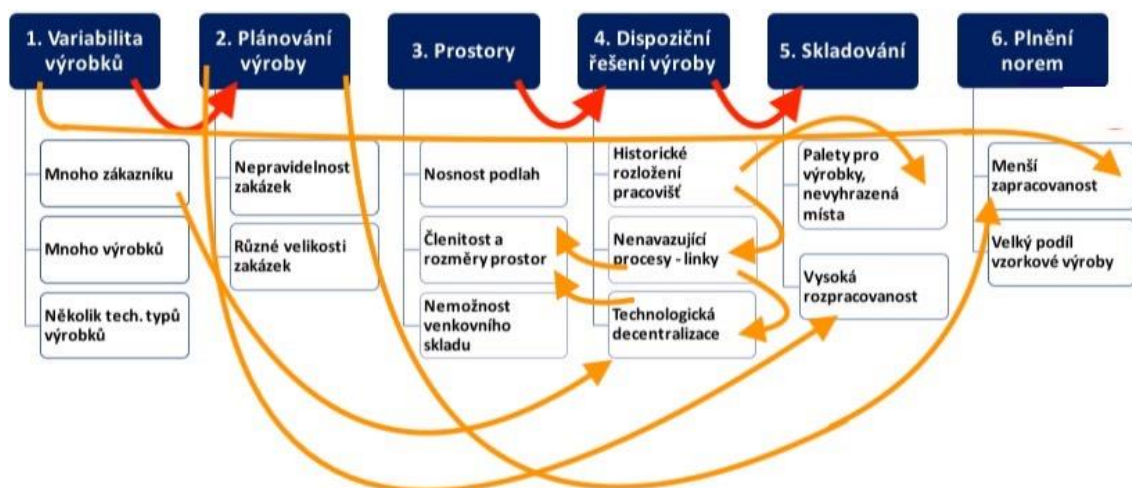 1. Variabilita
výrobků
2. Plánování
výroby
3. Prostory
4. Dispoziční
řešení výroby
5. Skladování
6. Plnění
norem
Mnoho zákazníku
Mnoho výrobků
Několik tech. typů
výrobků
Nepravidelnost
zakázek
Různé velikosti
zakázek
Nosnost podlah
Členitost a
rozměry prostor
Nemožnost
venkovního
skladu
Historické
rozložení
pracovišť
Nenavazující
procesy - linky
Technologická
decentralizace
Palety pro
výrobky,
nevyhrazená
místa
Vysoká
rozpracovanost
Menší
zapracovanost
Velký podíl
vzorkové výroby